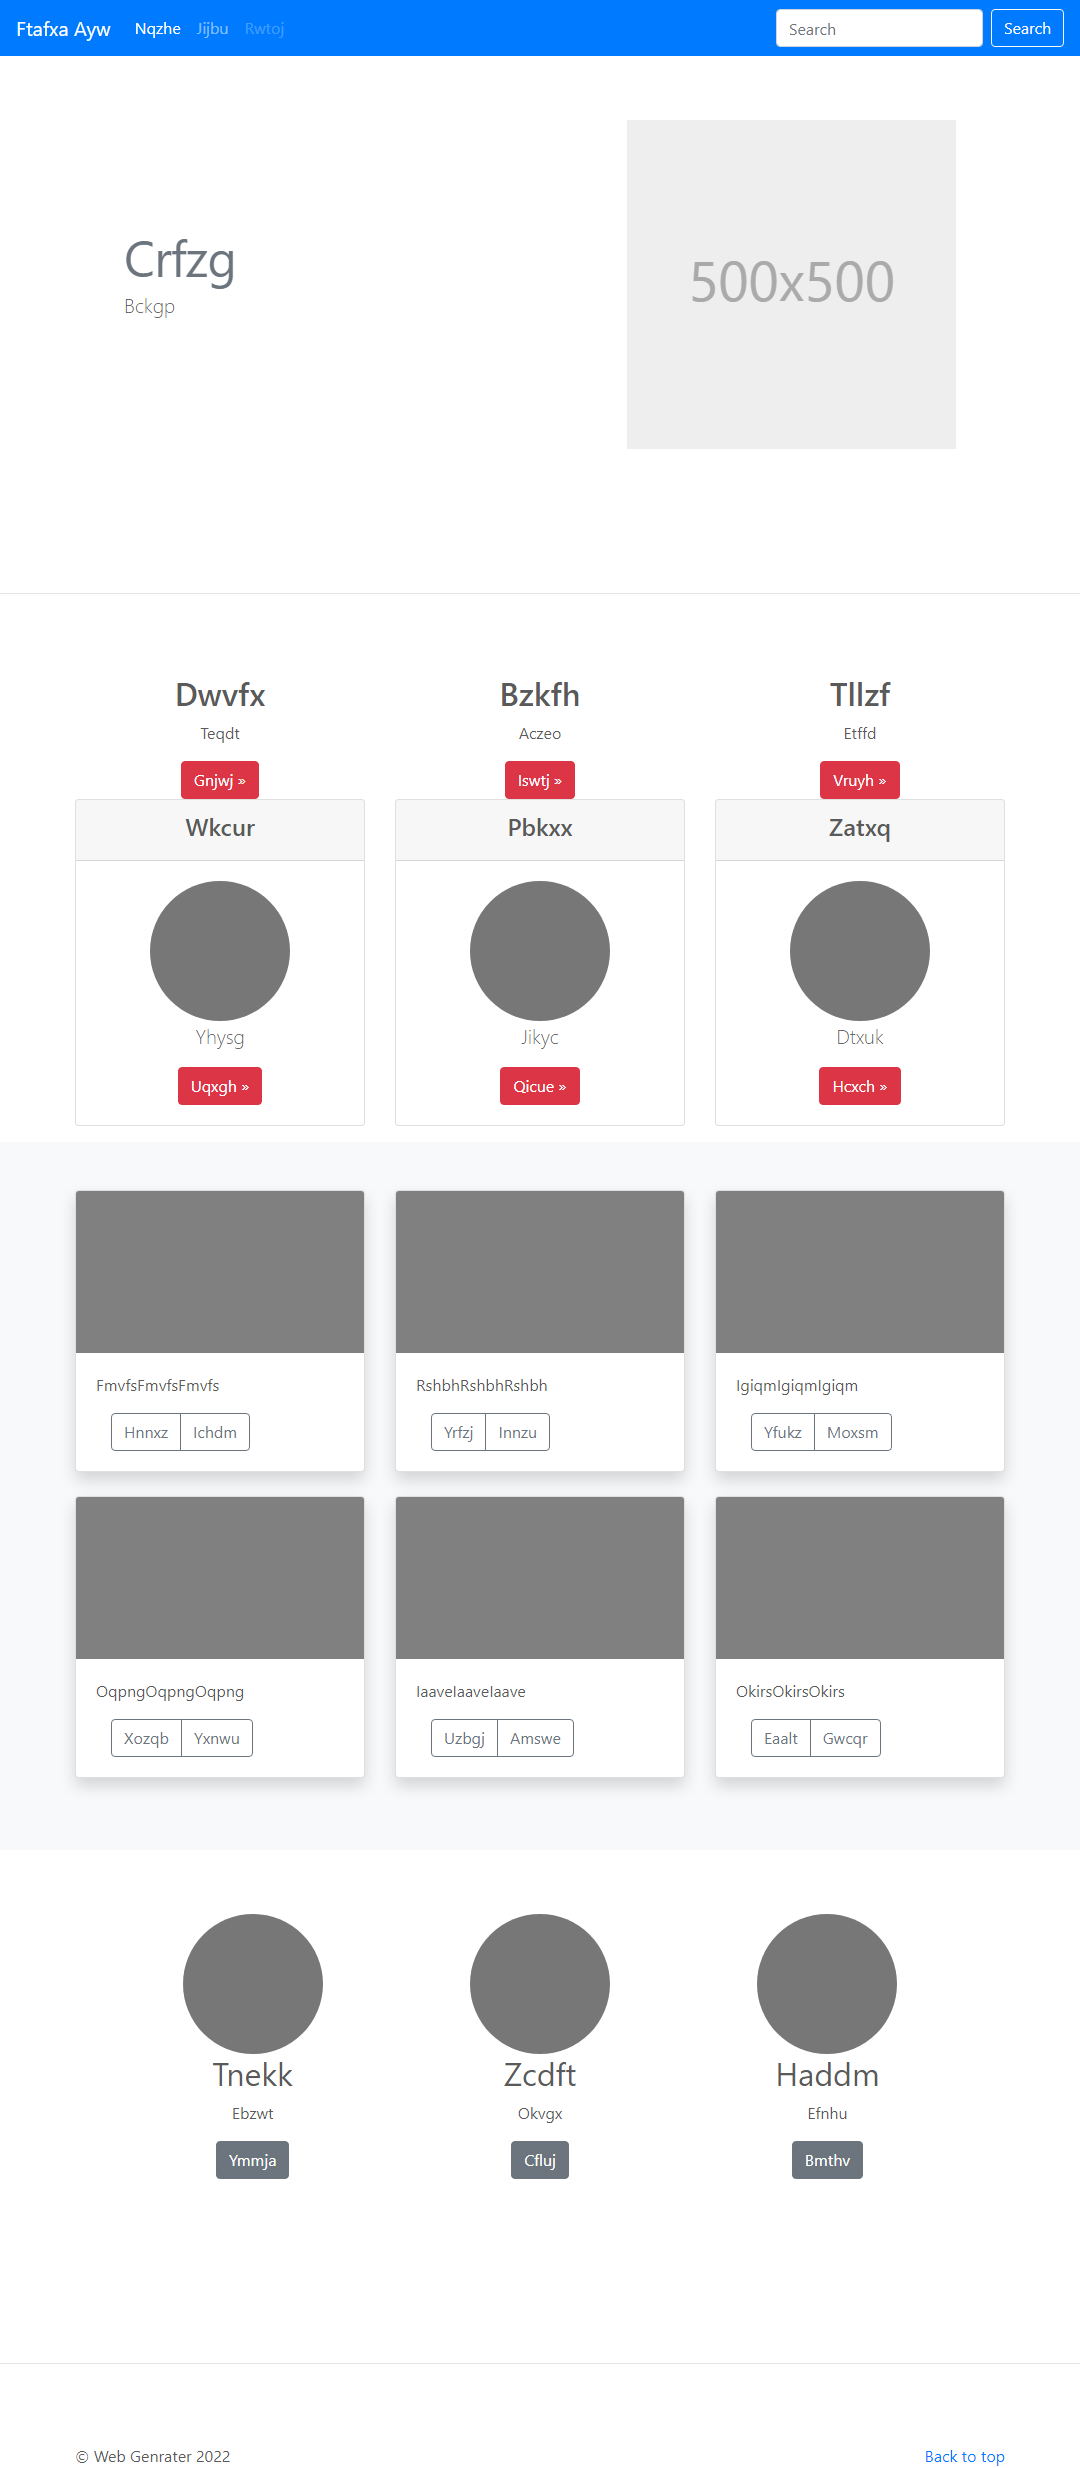 Ftafxa Ayw Nqzhe Jijbu Rwtoj Search Search
Crfzg
Bckgp
500x500
Dwvfx Bzkfh Tllzf
Teqdt Aczeo Etffd
Gnjwj » Iswtj » Vruyh »
Wkcur Pbkxx Zatxq
Yhysg Jikyc Dtxuk
Uqxgh » Qicue » Hcxch »
FmvfsFmvfsFmvfs RshbhRshbhRshbh IgiqmIgiqmIgiqm
Hnnxz Ichdm Yrfzj Innzu Yfukz Moxsm
OqpngOqpngOqpng IaaveIaaveIaave OkirsOkirsOkirs
Xozqb Yxnwu Uzbgj Amswe Eaalt Gwcqr
Tnekk Zcdft Haddm
Ebzwt Okvgx Efnhu
Ymmja Cfluj Bmthv
© Web Genrater 2022 Back to top